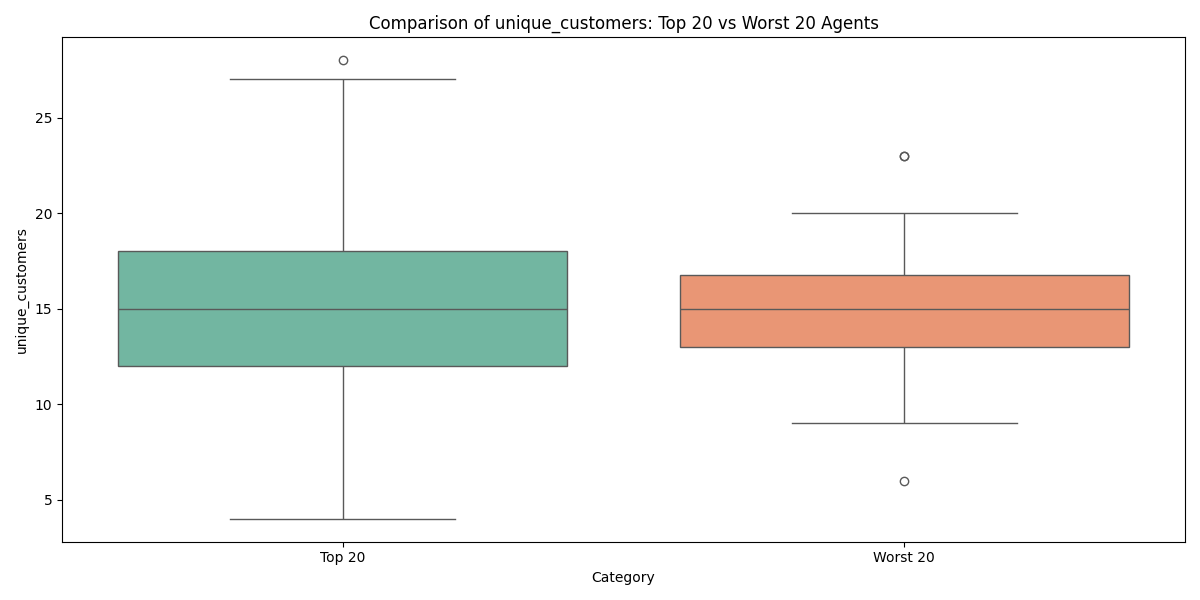 Comparison of unique_customers: Top 20 vs Worst 20 Agents
unique_customers
25
20
15
10
5
Top 20
Worst 20
Category